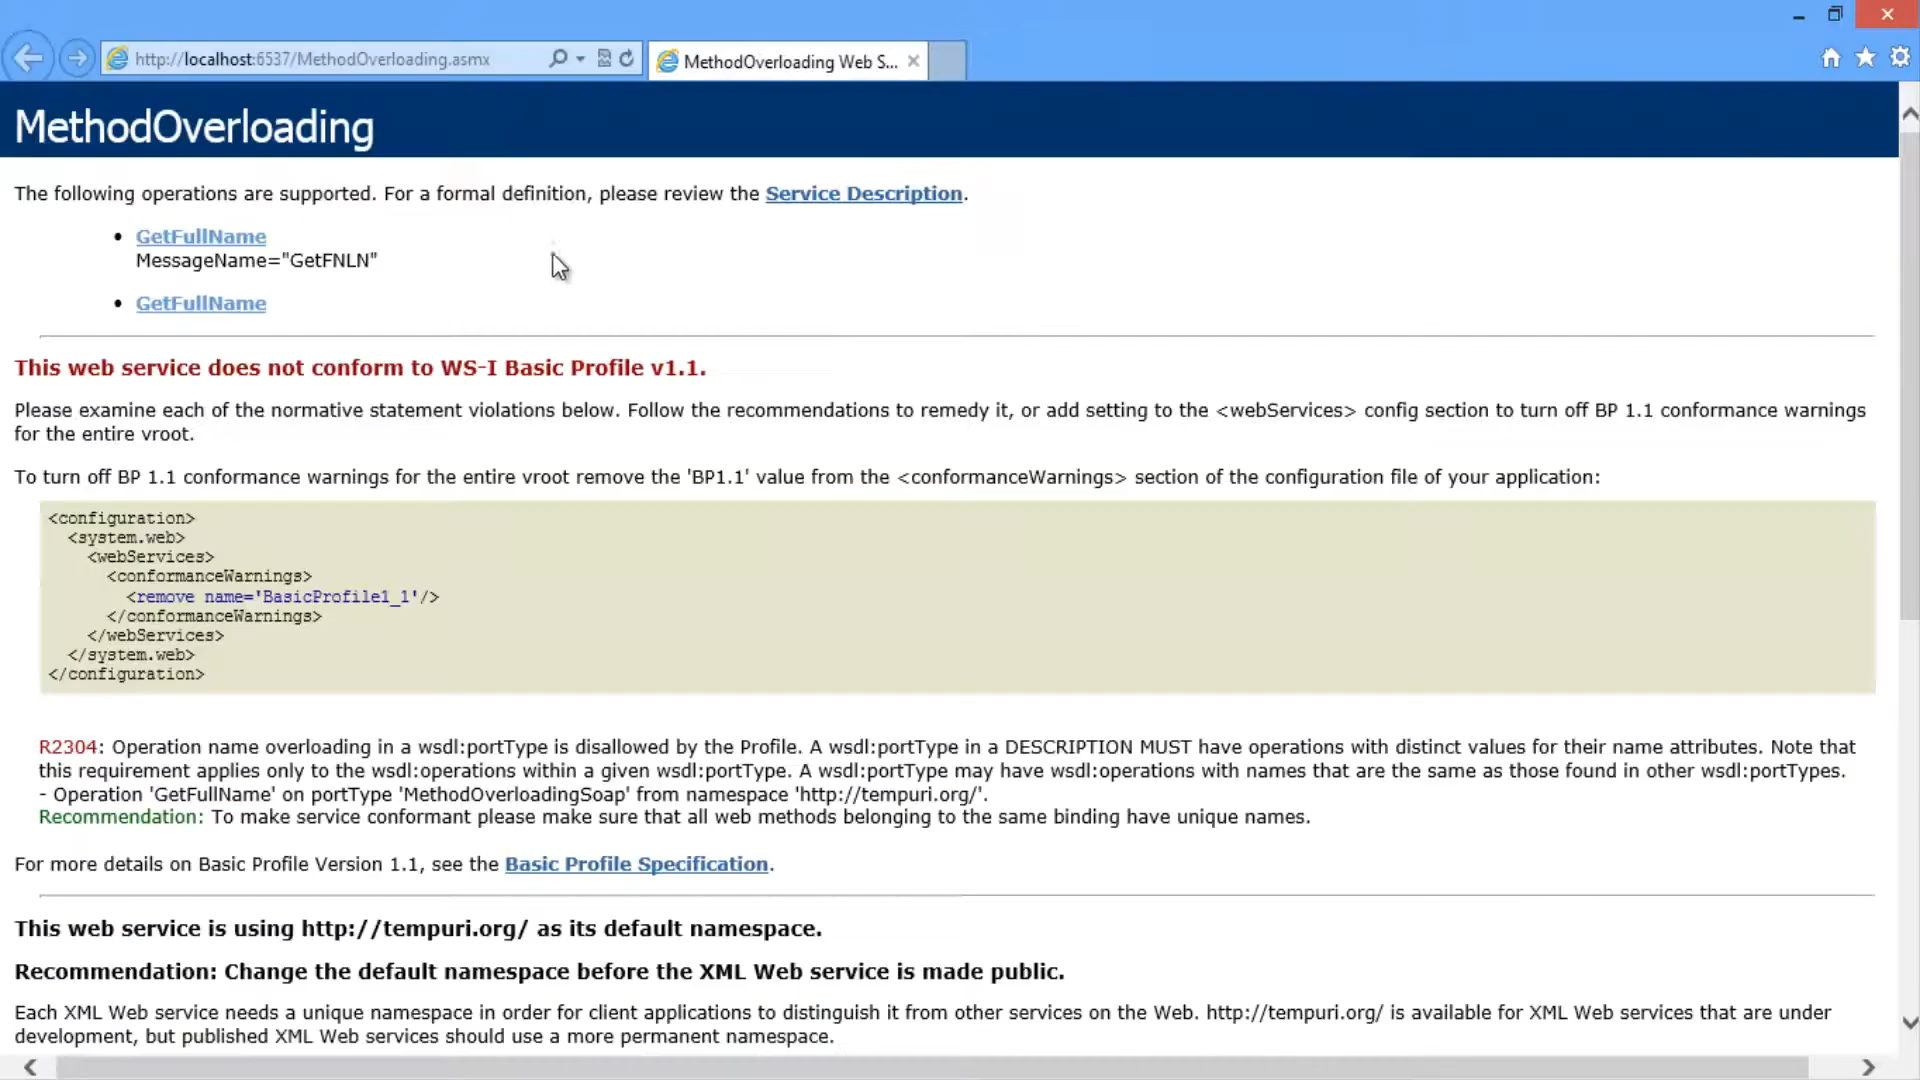 http://localhost:6537/MethodOverloading.asmx
MethodOverloading Web S...
MethodOverloading
The following operations are supported. For a formal definition, please review the Service Description.
• GetFullName
MessageName="GetFNLN"
• GetFullName
This web service does not conform to WS-I Basic Profile v1.1.
Please examine each of the normative statement violations below. Follow the recommendations to remedy it, or add setting to the <webServices> config section to turn off BP 1.1 conformance warnings
for the entire vroot.
To turn off BP 1.1 conformance warnings for the entire vroot remove the 'BP1.1' value from the <conformanceWarnings> section of the configuration file of your application:
<configuration>
<system.web>
<webServices>
<conformanceWarnings>
<remove name='BasicProfile1_1'/>
</conformanceWarnings>
</webServices>
</system.web>
</configuration>
R2304: Operation name overloading in a wsdl:portType is disallowed by the Profile. A wsdl:portType in a DESCRIPTION MUST have operations with distinct values for their name attributes. Note that
this requirement applies only to the wsdl:operations within a given wsdl:portType. A wsdl:portType may have wsdl:operations with names that are the same as those found in other wsdl:portTypes.
- Operation 'GetFullName' on portType 'MethodOverloadingSoap' from namespace 'http://tempuri.org/'.
Recommendation: To make service conformant please make sure that all web methods belonging to the same binding have unique names.
For more details on Basic Profile Version 1.1, see the Basic Profile Specification.
This web service is using http://tempuri.org/ as its default namespace.
Recommendation: Change the default namespace before the XML Web service is made public.
Each XML Web service needs a unique namespace in order for client applications to distinguish it from other services on the Web. http://tempuri.org/ is available for XML Web services that are under
development, but published XML Web services should use a more permanent namespace.